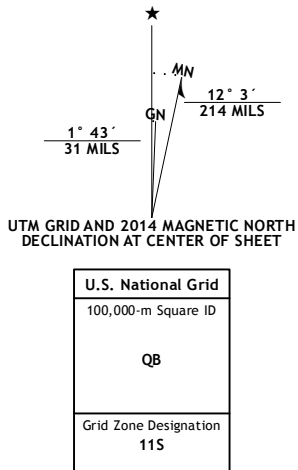 ★
MN
GN
12° 3´
214 MILS
1° 43´
31 MILS
UTM GRID AND 2014 MAGNETIC NORTH
DECLINATION AT CENTER OF SHEET
U.S. National Grid
100,000-m Square ID
QB
Grid Zone Designation
11S